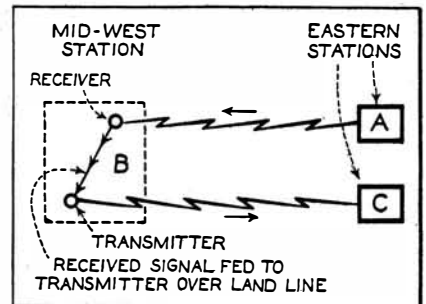 MID-WEST
STATION
EASTERN
STATIONS
RECEIVER
A
B
C
TRANSMITTER
RECEIVED SIGNAL FED TO
TRANSMITTER OVER LAND LINE